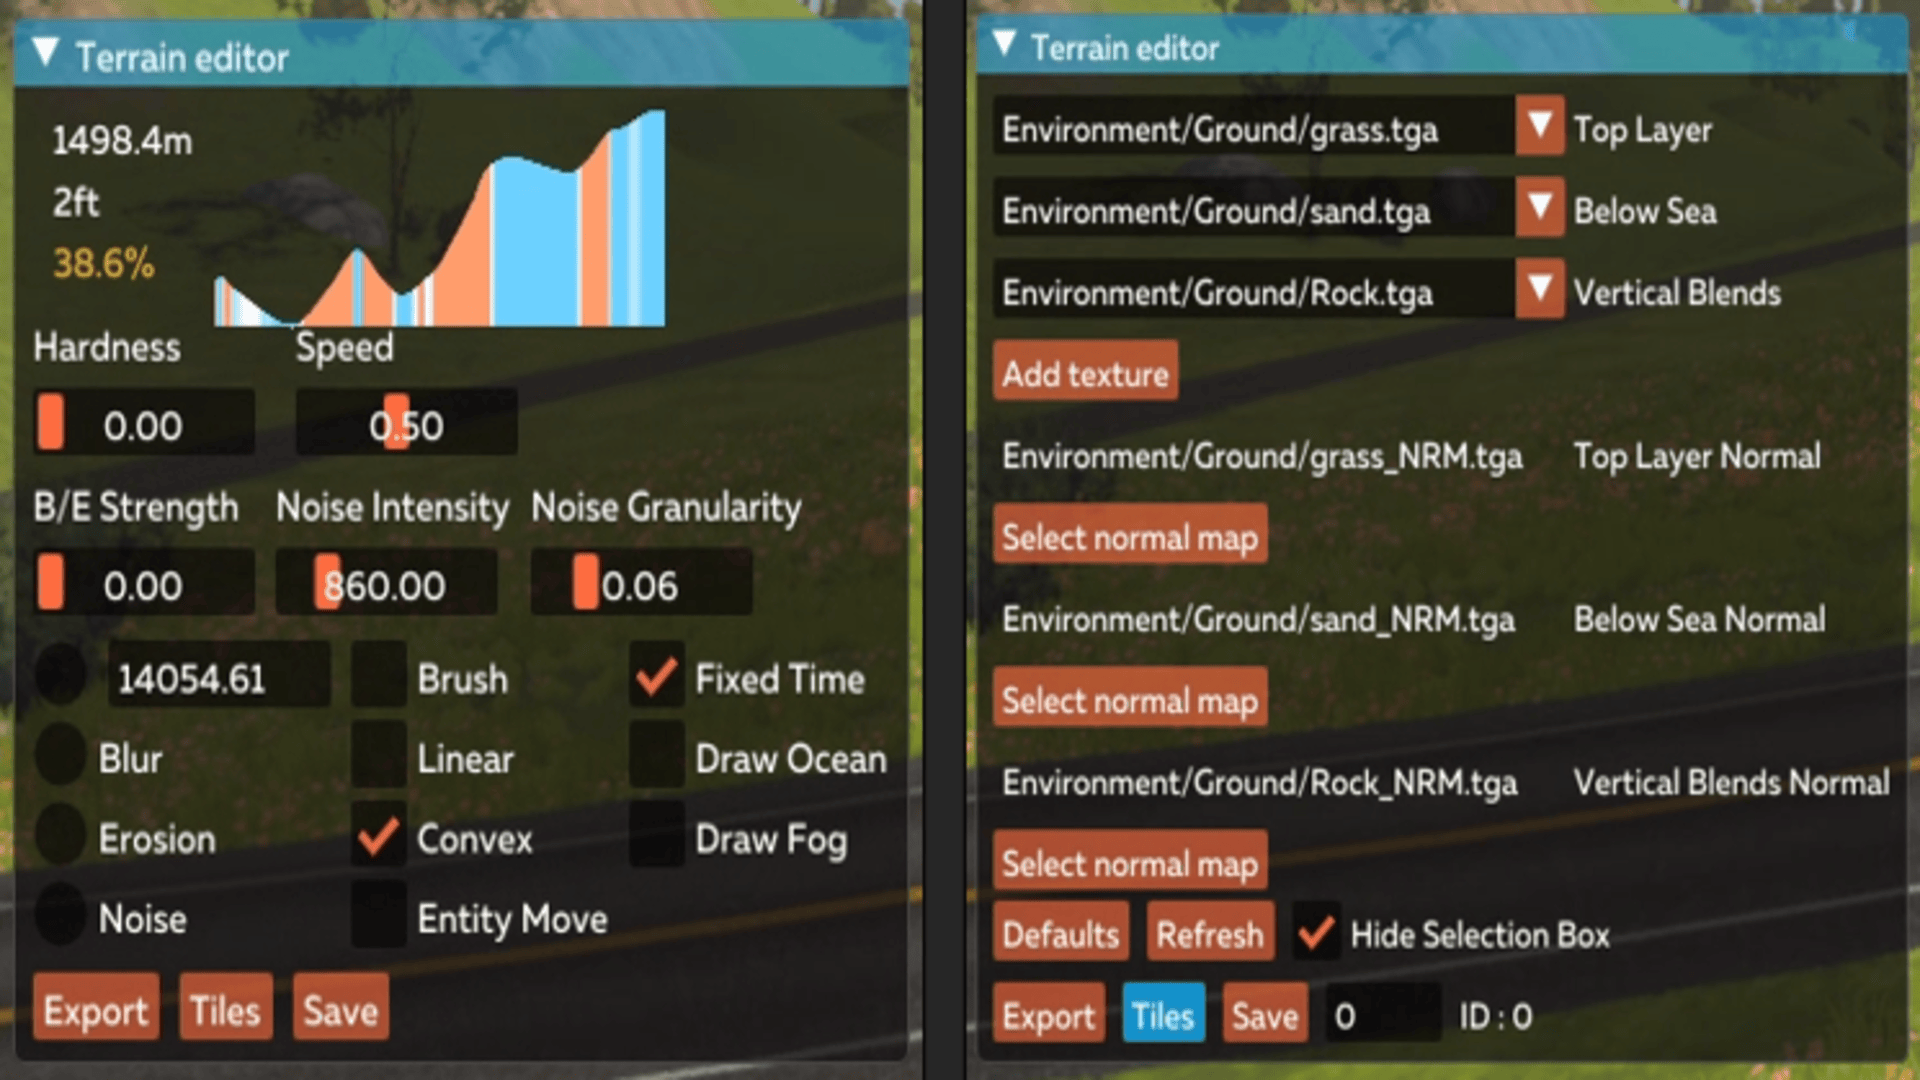 Terrain editor
1498.4m
2ft
38.6%
Hardness Speed
0.00 0.50
B/E Strength Noise Intensity Noise Granularity
0.00 860.00 0.06
14054.61 Brush Fixed Time
Blur Linear Draw Ocean
Erosion Convex Draw Fog
Noise Entity Move
Export Tiles Save
Terrain editor
Environment/Ground/grass.tga Top Layer
Environment/Ground/sand.tga Below Sea
Environment/Ground/Rock.tga Vertical Blends
Add texture
Environment/Ground/grass_NRM.tga Top Layer Normal
Select normal map
Environment/Ground/sand_NRM.tga Below Sea Normal
Select normal map
Environment/Ground/Rock_NRM.tga Vertical Blends Normal
Select normal map
Defaults Refresh Hide Selection Box
Export Tiles Save 0 ID : 0